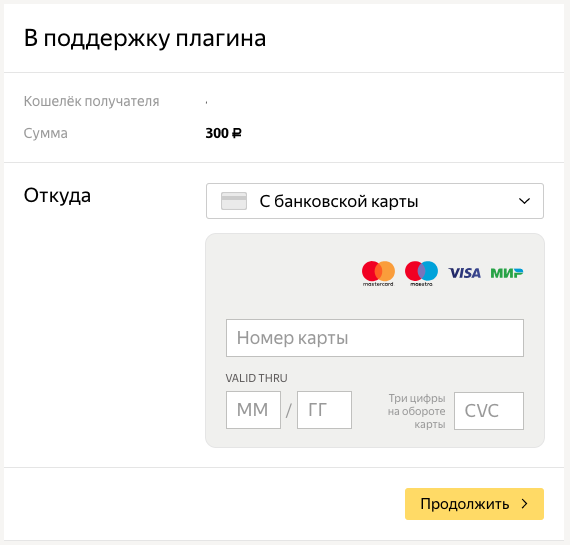 В поддержку плагина
Кошелёк получателя
Сумма 300 ₽
Откуда С банковской карты
mastercard maestro VISA МИР
Номер карты
VALID THRU
ММ / ГГ
Три цифры
на обороте
карты
CVC
Продолжить